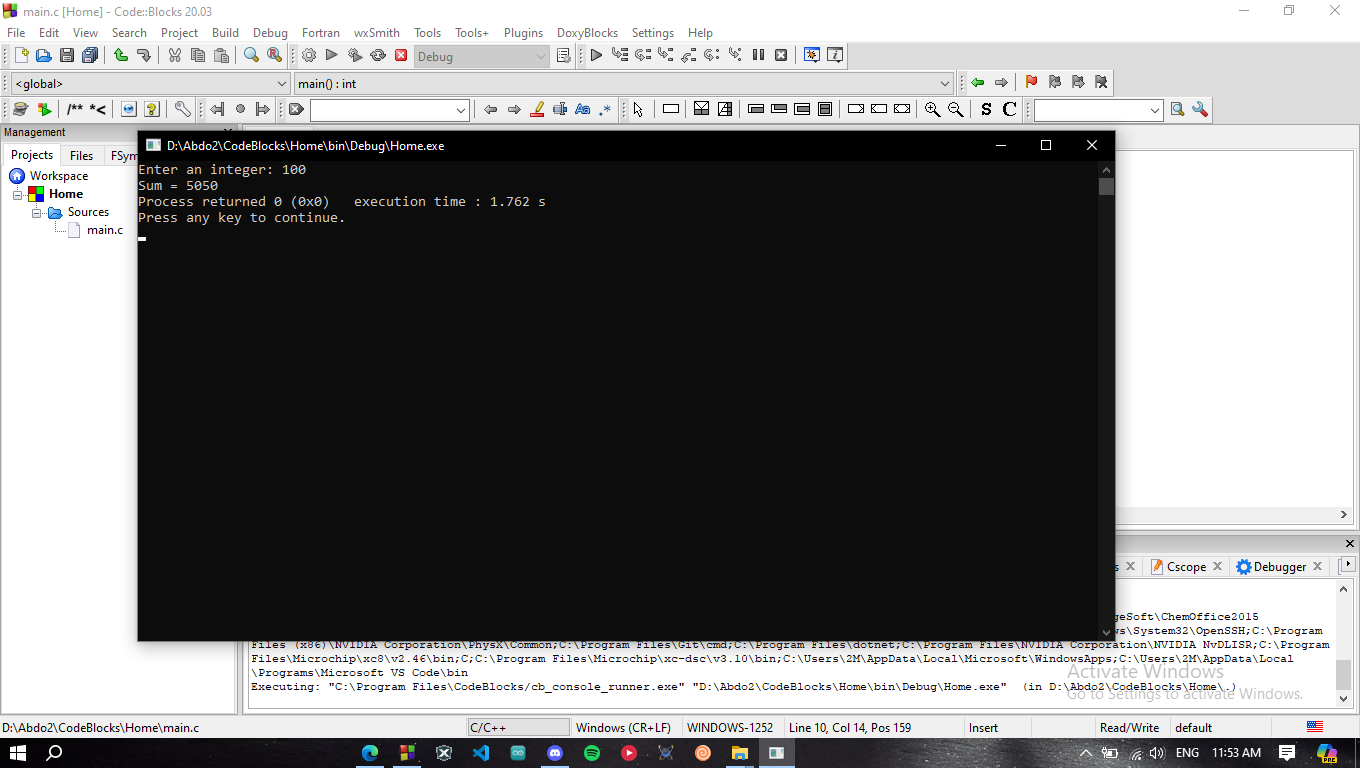 main.c [Home] - Code::Blocks 20.03
File Edit View Search Project Build Debug Fortran wxSmith Tools Tools+ Plugins DoxyBlocks Settings Help
Debug
<global>
main() : int
/** *<
Aa .*
S C
Management
Projects Files FSym
Workspace
Home
Sources
main.c
D:\Abdo2\CodeBlocks\Home\bin\Debug\Home.exe
Enter an integer: 100
Sum = 5050
Process returned 0 (0x0)   execution time : 1.762 s
Press any key to continue.
s Cscope Debugger
geSoft\ChemOffice2015
ws\System32\OpenSSH;C:\Program
Files (x86)\NVIDIA Corporation\PhysX\Common;C:\Program Files\Git\cmd;C:\Program Files\dotnet;C:\Program Files\NVIDIA Corporation\NVIDIA NvDLISR;C:\Program
Files\Microchip\xc8\v2.46\bin;C;C:\Program Files\Microchip\xc-dsc\v3.10\bin;C:\Users\2M\AppData\Local\Microsoft\WindowsApps;C:\Users\2M\AppData\Local
\Programs\Microsoft VS Code\bin
Executing: "C:\Program Files\CodeBlocks/cb_console_runner.exe" "D:\Abdo2\CodeBlocks\Home\bin\Debug\Home.exe"  (in D:\Abdo2\CodeBlocks\Home\.)
Activate Windows
Go to Settings to activate Windows.
D:\Abdo2\CodeBlocks\Home\main.c C/C++ Windows (CR+LF) WINDOWS-1252 Line 10, Col 14, Pos 159 Insert Read/Write default
ENG 11:53 AM
PRE